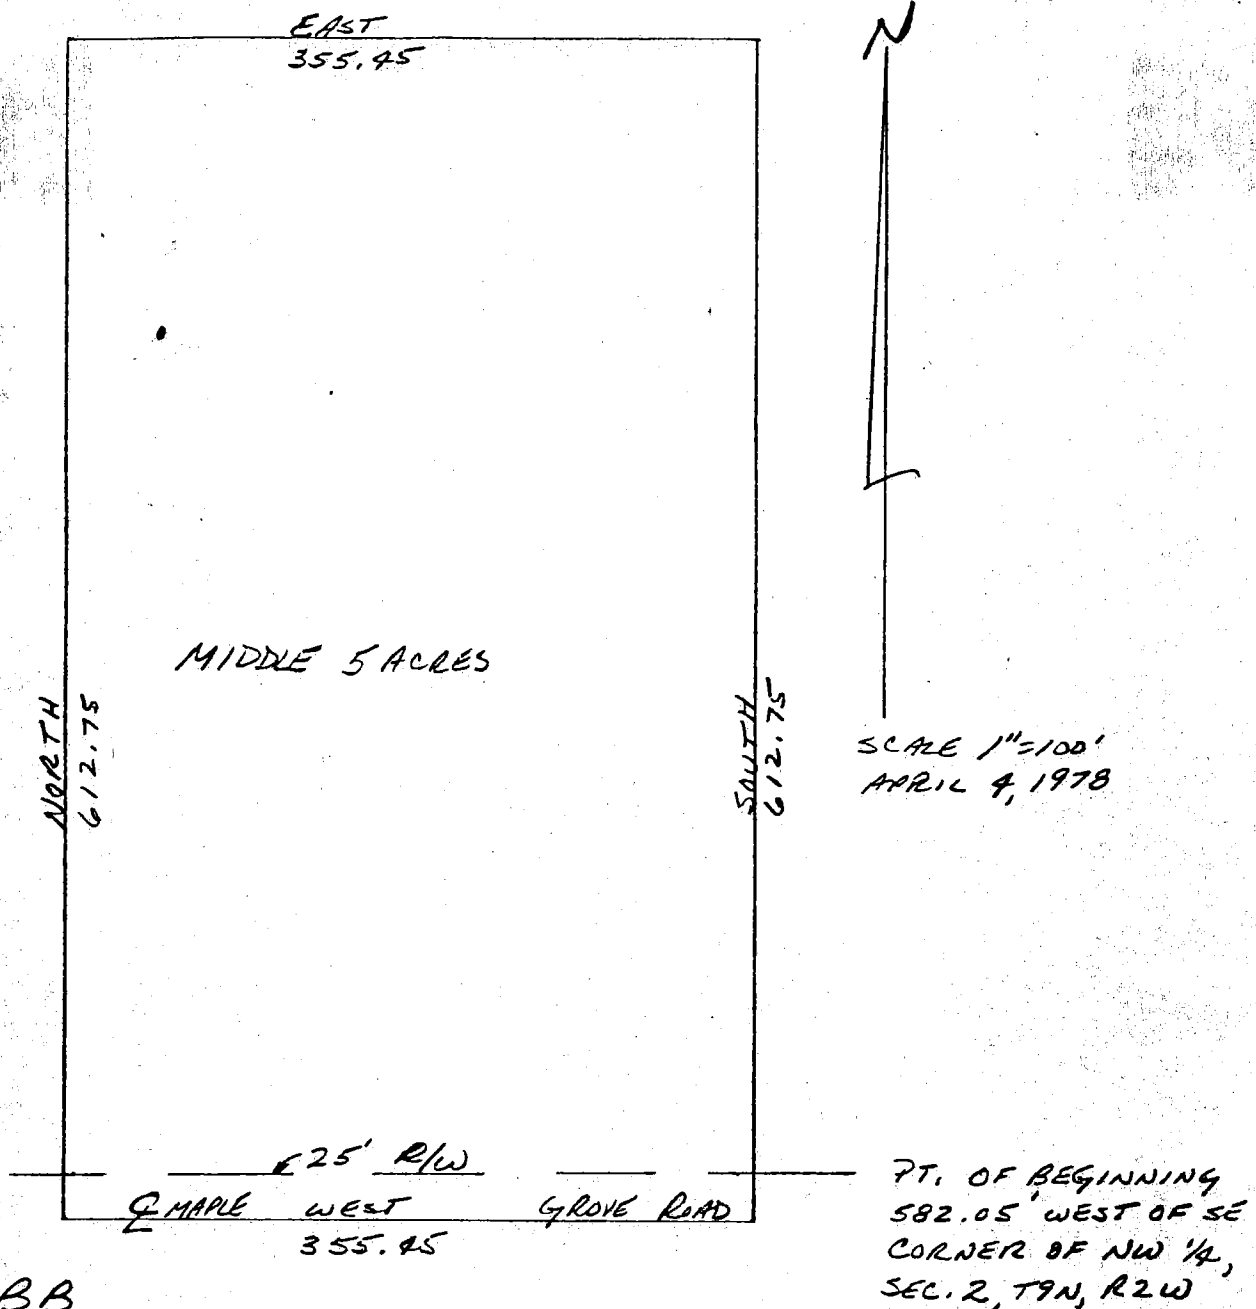 EAST
355.45
N
MIDDLE 5 ACRES
NORTH
612.75
SOUTH
612.75
SCALE 1"=100'
APRIL 4, 1978
25' R/W
℄ MAPLE WEST GROVE ROAD
355.45
PT. OF BEGINNING
582.05' WEST OF SE
CORNER OF NW 1/4,
SEC. 2, T9N, R2W
BB